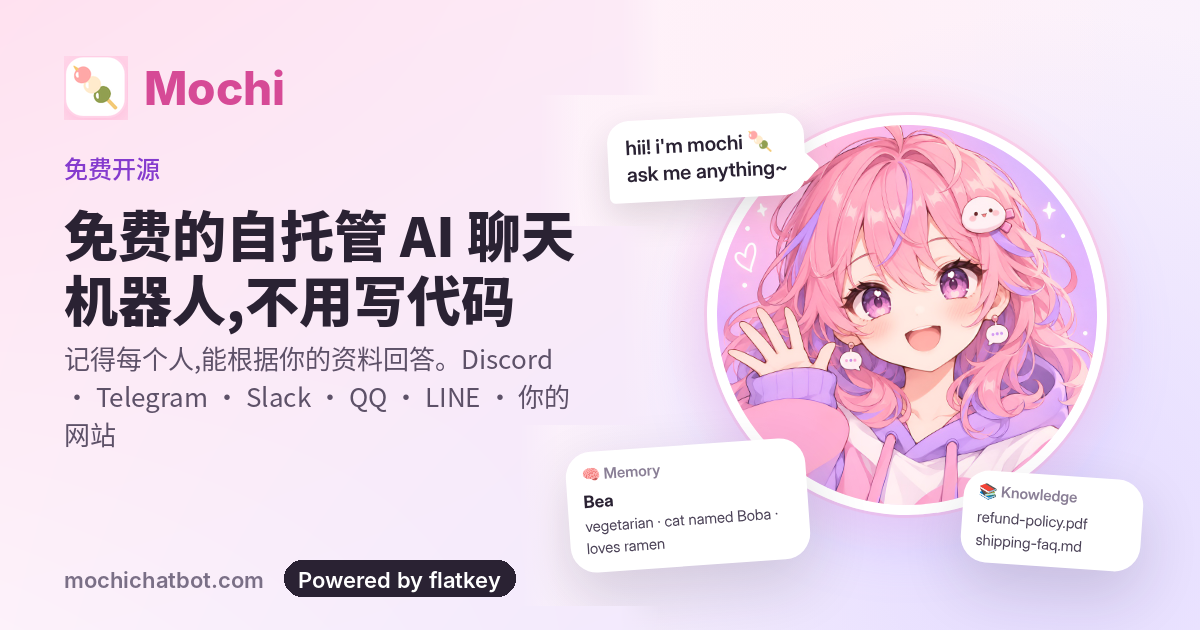 Mochi
免费开源
免费的自托管 AI 聊天
机器人,不用写代码
记得每个人,能根据你的资料回答。Discord
· Telegram · Slack · QQ · LINE · 你的
网站
hii! i'm mochi 🍡
ask me anything~
🧠 Memory
Bea
vegetarian · cat named Boba ·
loves ramen
📚 Knowledge
refund-policy.pdf
shipping-faq.md
mochichatbot.com
Powered by flatkey